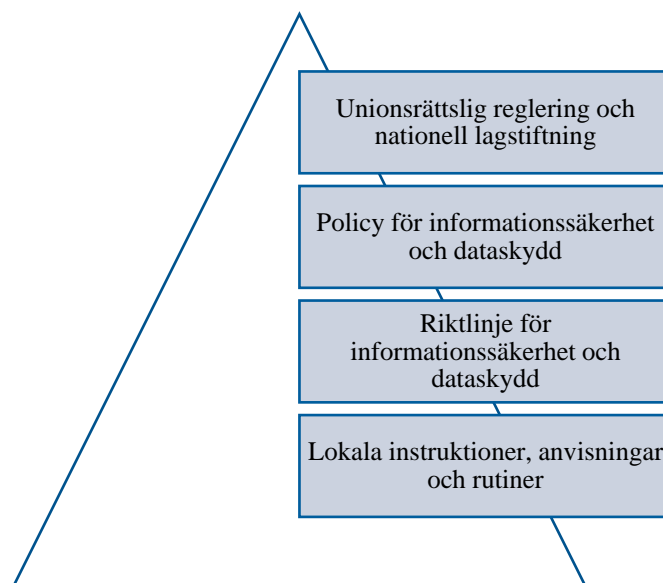 Unionsrättslig reglering och
nationell lagstiftning
Policy för informationssäkerhet
och dataskydd
Riktlinje för
informationssäkerhet och
dataskydd
Lokala instruktioner, anvisningar
och rutiner